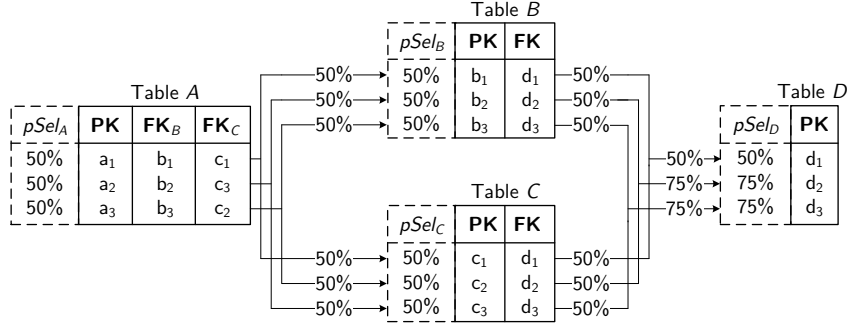 Table B
pSel_B PK FK
50% 50% b₁ d₁ 50%
50% 50% b₂ d₂ 50%
50% 50% b₃ d₃ 50%
Table A
pSel_A PK FK_B FK_C
50% a₁ b₁ c₁
50% a₂ b₂ c₃
50% a₃ b₃ c₂
Table D
pSel_D PK
50% 50% d₁
75% 75% d₂
75% 75% d₃
Table C
pSel_C PK FK
50% 50% c₁ d₁ 50%
50% 50% c₂ d₂ 50%
50% 50% c₃ d₃ 50%